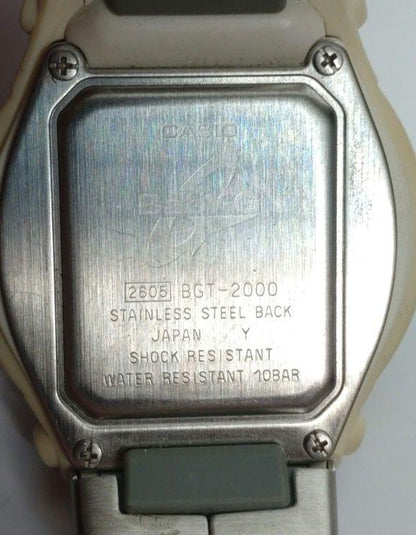 CASIO
Baby-G
2605 BGT-2000
STAINLESS STEEL BACK
JAPAN Y
SHOCK RESISTANT
WATER RESISTANT 10BAR